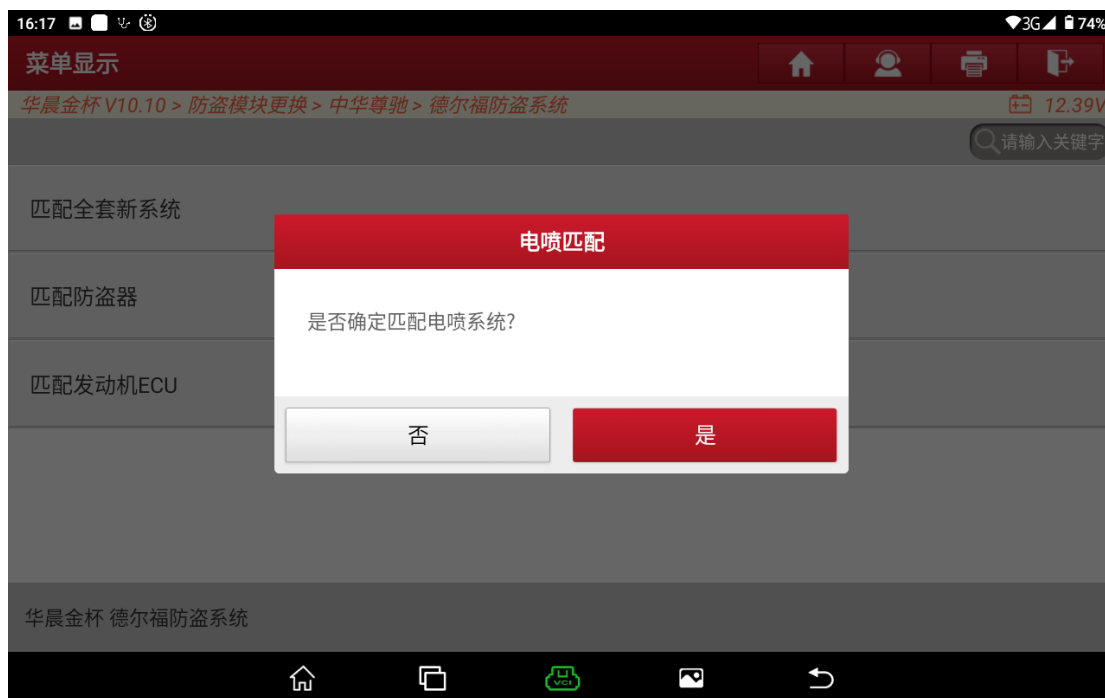 16:17
3G 74%
菜单显示
华晨金杯 V10.10 > 防盗模块更换 > 中华尊驰 > 德尔福防盗系统
12.39V
请输入关键字
匹配全套新系统
电喷匹配
匹配防盗器
是否确定匹配电喷系统?
匹配发动机ECU
否
是
华晨金杯 德尔福防盗系统
VCI